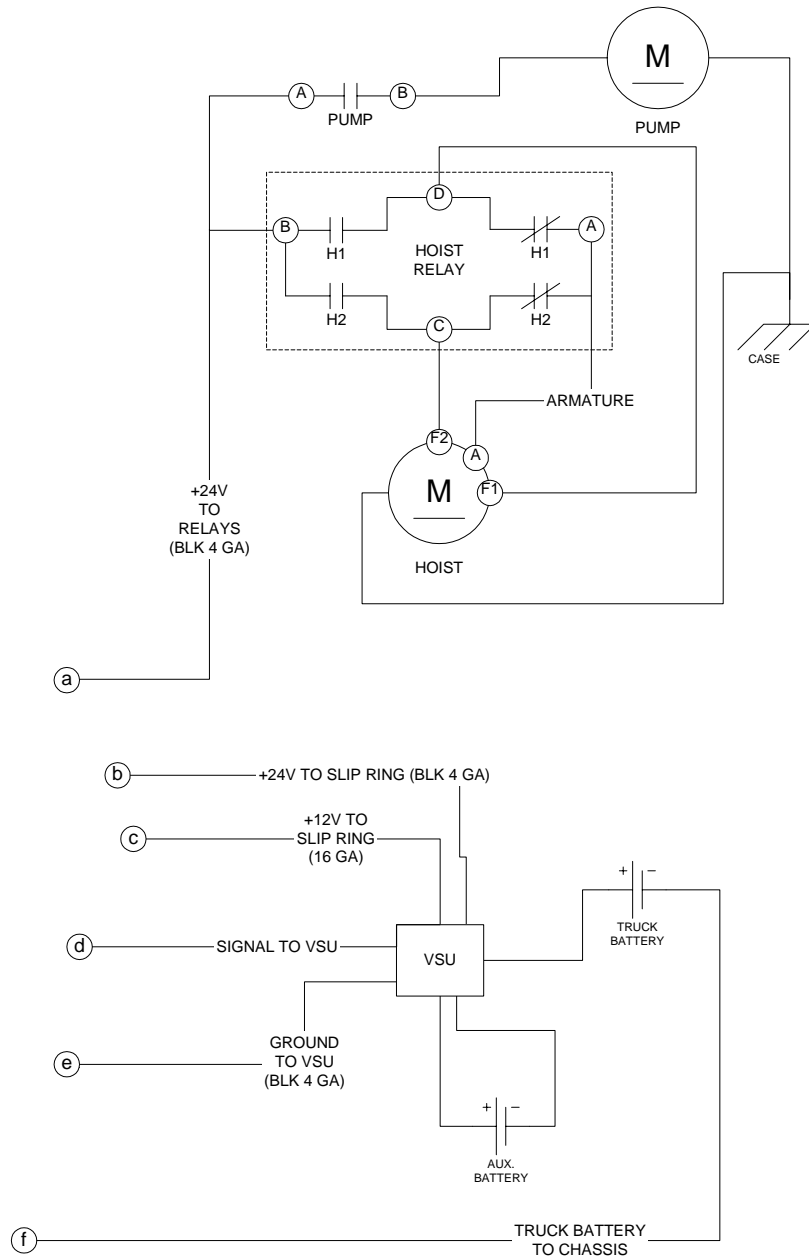 M
A
B
PUMP
PUMP
D
B
A
H1
HOIST
RELAY
H1
H2
C
H2
CASE
ARMATURE
F2
A
M
F1
HOIST
+24V
TO
RELAYS
(BLK 4 GA)
a
b
+24V TO SLIP RING (BLK 4 GA)
c
+12V TO
SLIP RING
(16 GA)
+ −
TRUCK
BATTERY
d
SIGNAL TO VSU
VSU
e
GROUND
TO VSU
(BLK 4 GA)
+ −
AUX.
BATTERY
f
TRUCK BATTERY
TO CHASSIS